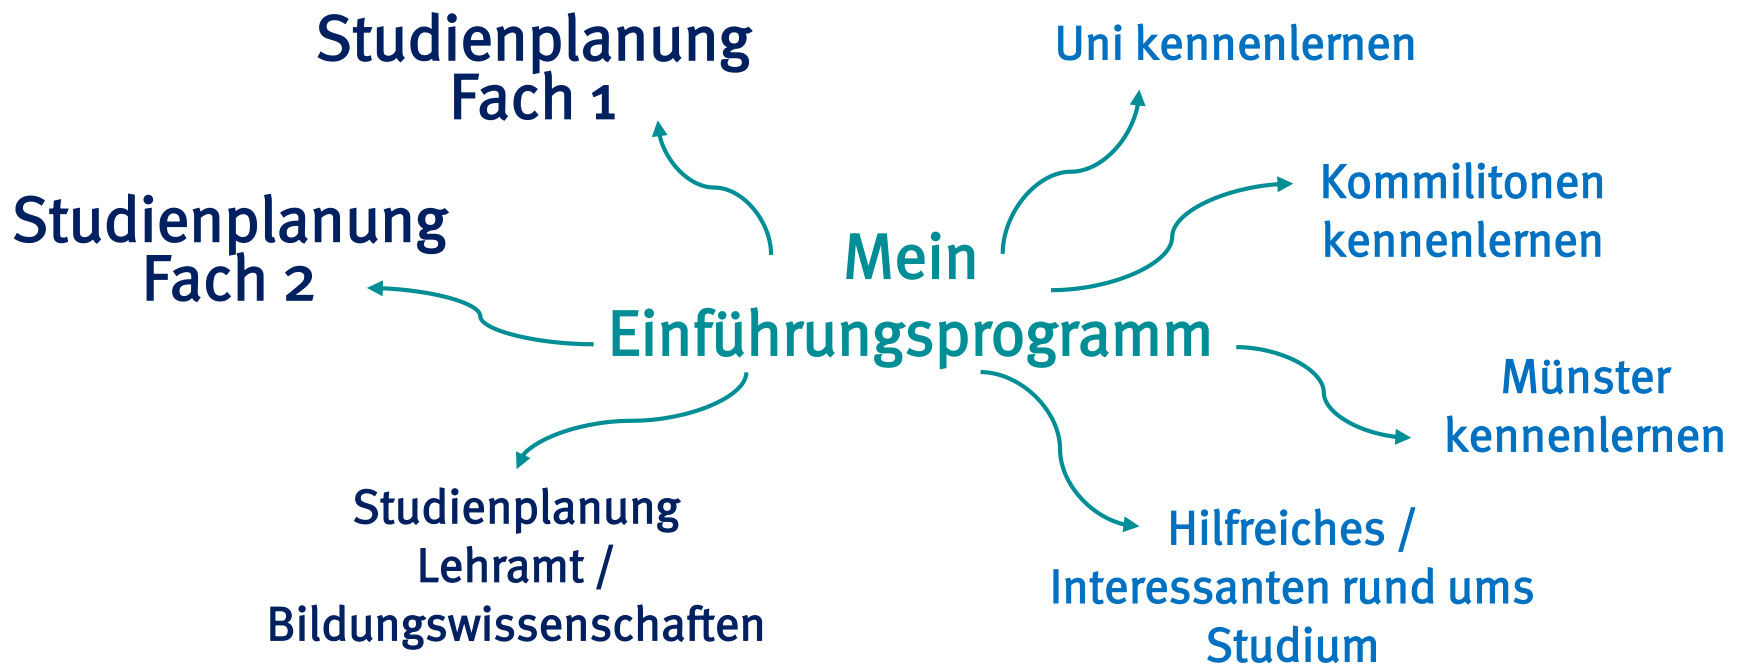 Studienplanung
Fach 1
Uni kennenlernen
Kommilitonen
kennenlernen
Studienplanung
Fach 2
Mein
Einführungsprogramm
Münster
kennenlernen
Studienplanung
Lehramt /
Bildungswissenschaften
Hilfreiches /
Interessanten rund ums
Studium